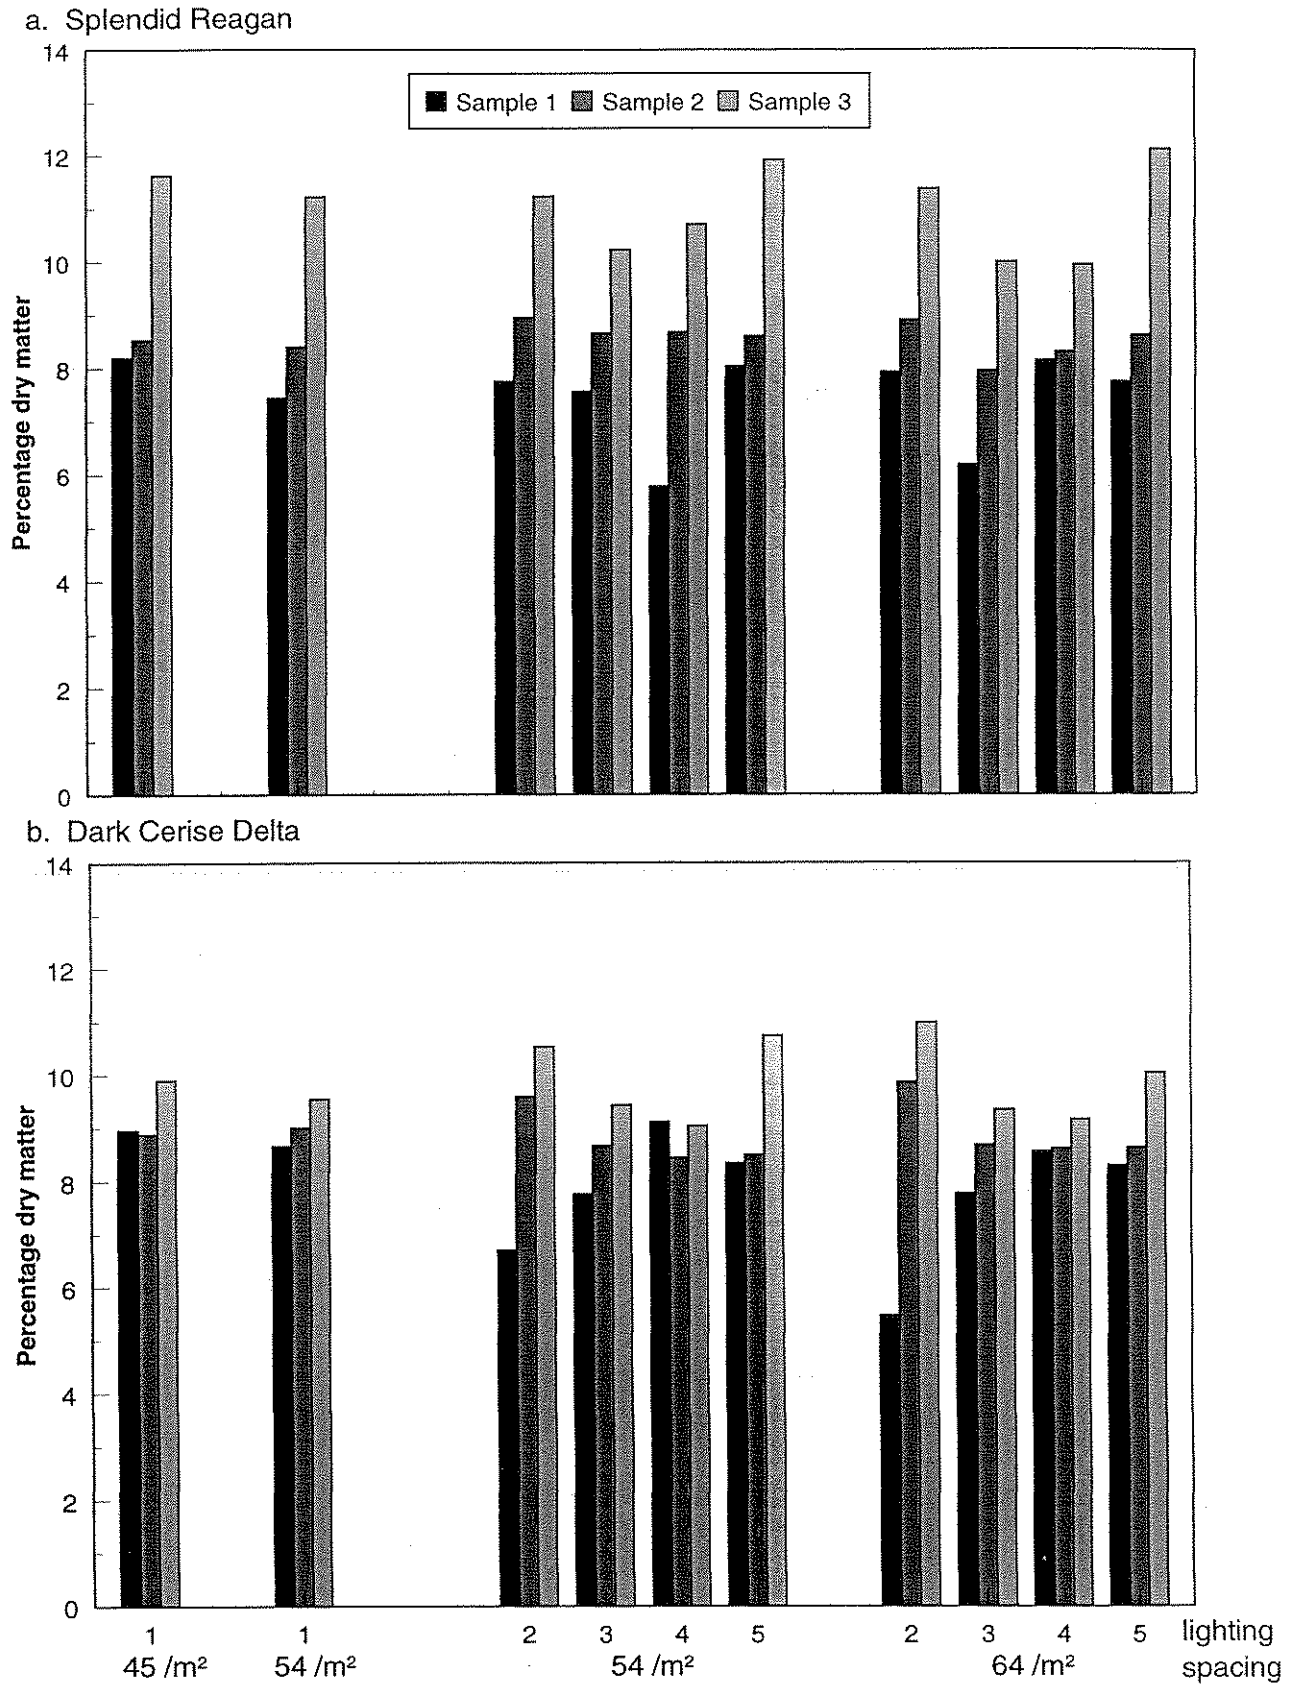 a. Splendid Reagan
14
Sample 1 Sample 2 Sample 3
12
10
8
6
4
2
0
Percentage dry matter
b. Dark Cerise Delta
14
12
10
8
6
4
2
0
Percentage dry matter
1 1 2 3 4 5 2 3 4 5 lighting
45 /m² 54 /m² 54 /m² 64 /m² spacing